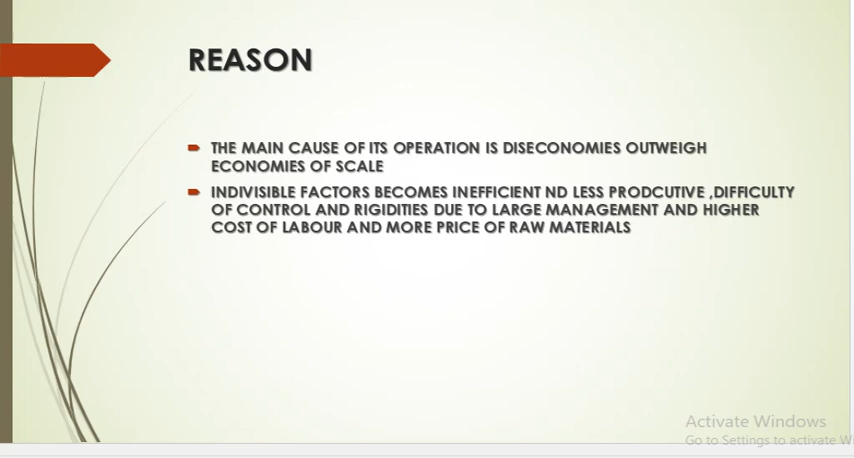 REASON
THE MAIN CAUSE OF ITS OPERATION IS DISECONOMIES OUTWEIGH
ECONOMIES OF SCALE
INDIVISIBLE FACTORS BECOMES INEFFICIENT ND LESS PRODCUTIVE ,DIFFICULTY
OF CONTROL AND RIGIDITIES DUE TO LARGE MANAGEMENT AND HIGHER
COST OF LABOUR AND MORE PRICE OF RAW MATERIALS
Activate Windows
Go to Settings to activate W